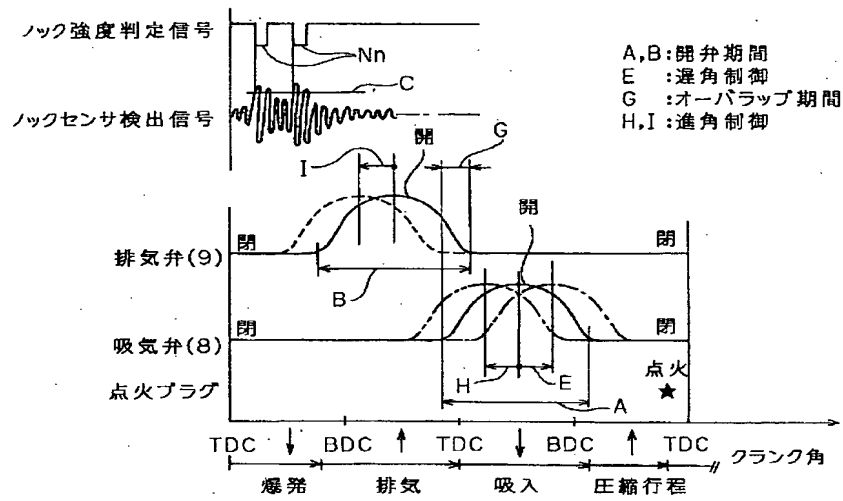 ノック強度判定信号
Nn
A,B:開弁期間
E :遅角制御
G :オーバラップ期間
H,I :進角制御
C
ノックセンサ検出信号
G
開
I
開
閉
閉
排気弁(9)
B
閉
閉
吸気弁(8)
点火
点火プラグ
H
E
A
TDC
BDC
TDC
BDC
TDC
クランク角
爆発
排気
吸入
圧縮行程